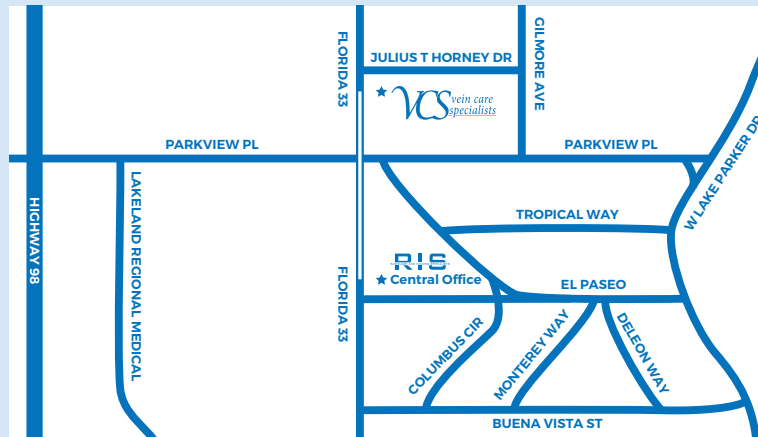 FLORIDA 33
JULIUS T HORNEY DR
GILMORE AVE
VCS vein care
specialists
PARKVIEW PL
PARKVIEW PL
W LAKE PARKER DR
HIGHWAY 98
LAKELAND REGIONAL MEDICAL
TROPICAL WAY
RIS
Central Office
FLORIDA 33
EL PASEO
COLUMBUS CIR
MONTEREY WAY
DELEON WAY
BUENA VISTA ST